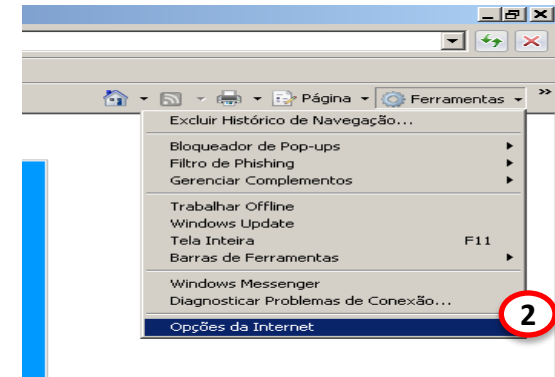 Página
Ferramentas
Excluir Histórico de Navegação...
Bloqueador de Pop-ups
Filtro de Phishing
Gerenciar Complementos
Trabalhar Offline
Windows Update
Tela Inteira F11
Barras de Ferramentas
Windows Messenger
Diagnosticar Problemas de Conexão...
Opções da Internet
2